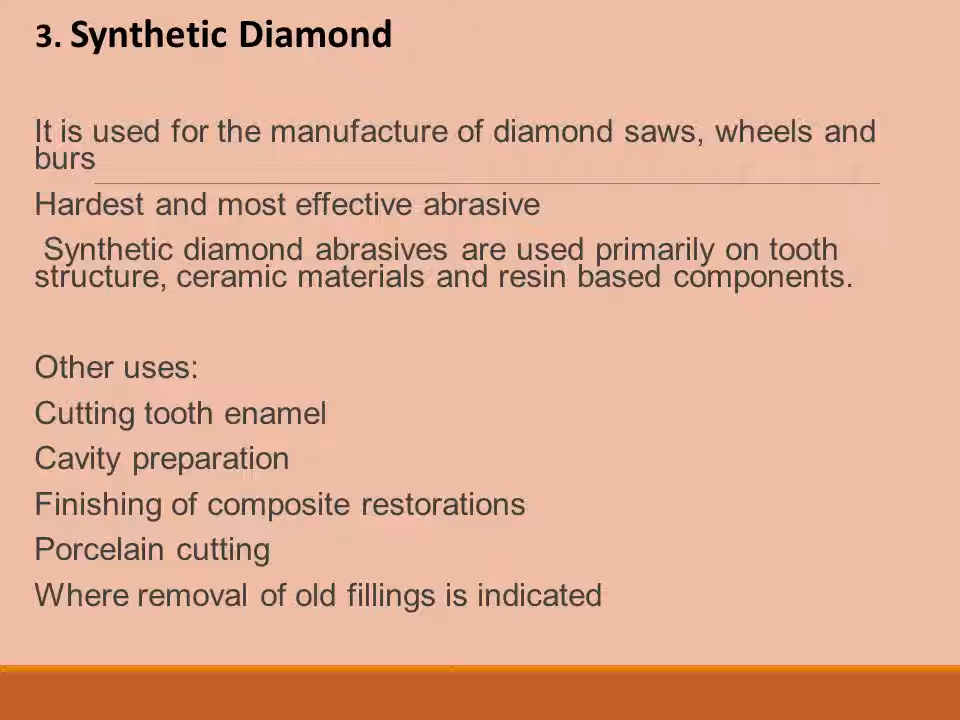 3. Synthetic Diamond
It is used for the manufacture of diamond saws, wheels and
burs
Hardest and most effective abrasive
Synthetic diamond abrasives are used primarily on tooth
structure, ceramic materials and resin based components.
Other uses:
Cutting tooth enamel
Cavity preparation
Finishing of composite restorations
Porcelain cutting
Where removal of old fillings is indicated